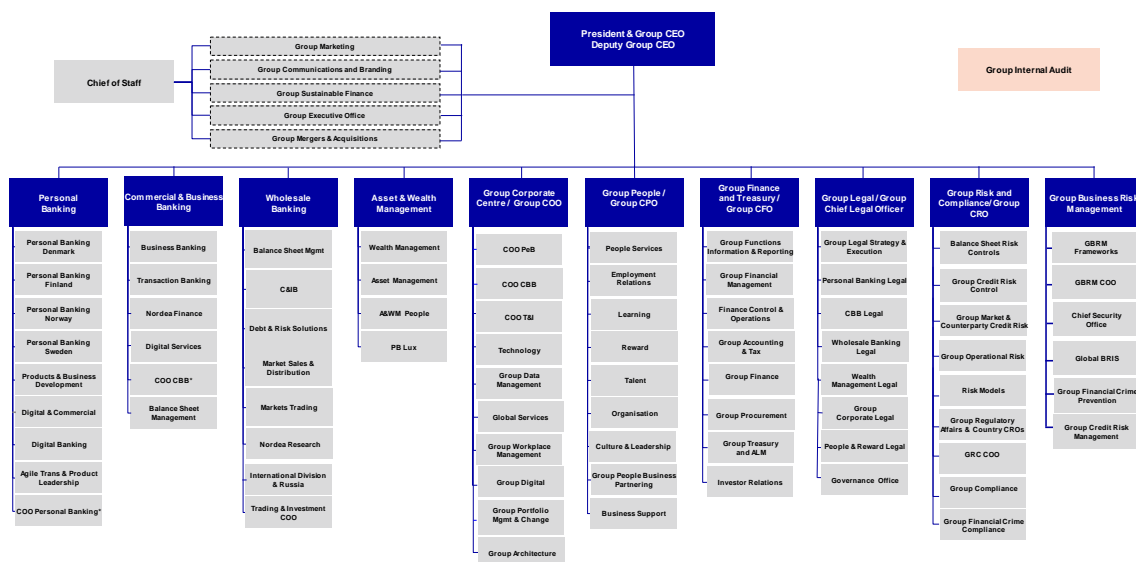 President & Group CEO
Deputy Group CEO
Group Marketing
Group Communications and Branding
Chief of Staff
Group Sustainable Finance
Group Executive Office
Group Mergers & Acquisitions
Group Internal Audit
Personal
Banking
Personal Banking
Denmark
Personal Banking
Finland
Personal Banking
Norway
Personal Banking
Sweden
Products & Business
Development
Digital & Commercial
Digital Banking
Agile Trans & Product
Leadership
COO Personal Banking*
Commercial & Business
Banking
Business Banking
Transaction Banking
Nordea Finance
Digital Services
COO CBB*
Balance Sheet
Management
Wholesale
Banking
Balance Sheet Mgmt
C&IB
Debt & Risk Solutions
Market Sales &
Distribution
Markets Trading
Nordea Research
International Division
& Russia
Trading & Investment
COO
Asset & Wealth
Management
Wealth Management
Asset Management
A&WM People
PB Lux
Group Corporate
Centre / Group COO
COO PeB
COO CBB
COO T&I
Technology
Group Data
Management
Global Services
Group Workplace
Management
Group Digital
Group Portfolio
Mgmt & Change
Group Architecture
Group People /
Group CPO
People Services
Employment
Relations
Learning
Reward
Talent
Organisation
Culture & Leadership
Group People Business
Partnering
Business Support
Group Finance
and Treasury /
Group CFO
Group Functions
Information & Reporting
Group Financial
Management
Finance Control &
Operations
Group Accounting
& Tax
Group Finance
Group Procurement
Group Treasury
and ALM
Investor Relations
Group Legal / Group
Chief Legal Officer
Group Legal Strategy &
Execution
Personal Banking Legal
CBB Legal
Wholesale Banking
Legal
Wealth
Management Legal
Group
Corporate Legal
People & Reward Legal
Governance Office
Group Risk and
Compliance/ Group
CRO
Balance Sheet Risk
Controls
Group Credit Risk
Control
Group Market &
Counterparty Credit Risk
Group Operational Risk
Risk Models
Group Regulatory
Affairs & Country CROs
GRC COO
Group Compliance
Group Financial Crime
Compliance
Group Business Risk
Management
GBRM
Frameworks
GBRM COO
Chief Security
Office
Global BRIS
Group Financial Crime
Prevention
Group Credit Risk
Management